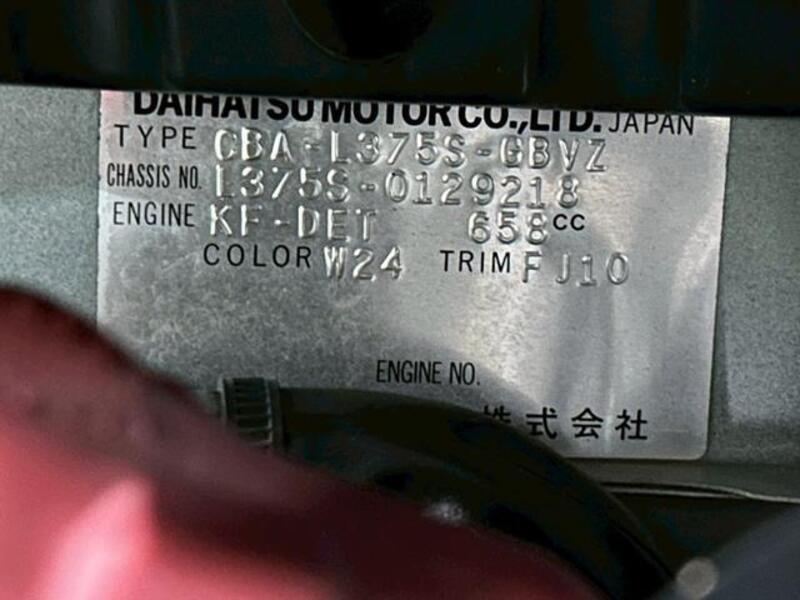 DAIHATSU MOTOR CO.,LTD. JAPAN
TYPE CBA-L375S-GBVZ
CHASSIS NO. L375S-0129218
ENGINE KF-DET 658cc
COLOR W24 TRIM FJ10
ENGINE NO.
株式会社